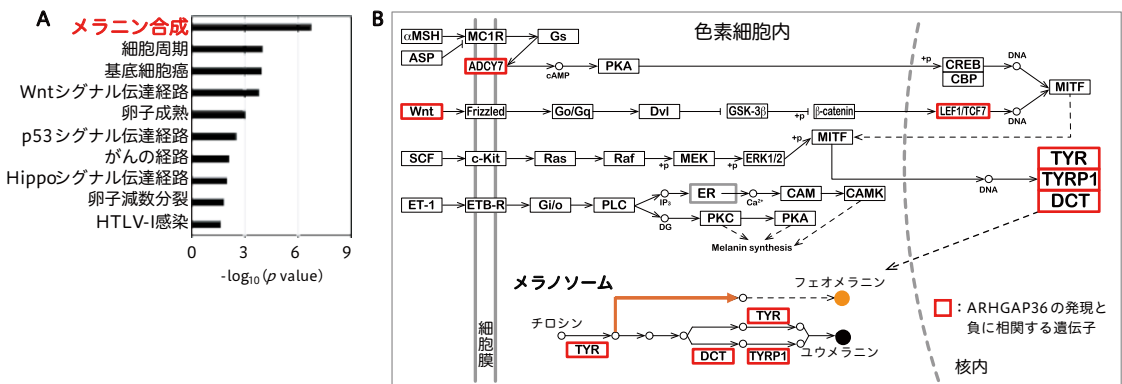 A
メラニン合成
細胞周期
基底細胞癌
Wntシグナル伝達経路
卵子成熟
p53シグナル伝達経路
がんの経路
Hippoシグナル伝達経路
卵子減数分裂
HTLV-I感染
0 3 6 9
-log10(p value)
B
色素細胞内
αMSH MC1R Gs
ASP ADCY7
cAMP PKA
+p CREB DNA
CBP
MITF
Wnt Frizzled Go/Gq Dvl GSK-3β +p β-catenin LEF1/TCF7 DNA
SCF c-Kit Ras Raf +p MEK +p ERK1/2 +p MITF
TYR
TYRP1
DCT
DNA
ET-1 ETB-R Gi/o PLC IP3 ER Ca2+ CAM CAMK
DG PKC PKA
Melanin synthesis
メラノソーム
フェオメラニン
チロシン
TYR
TYR
DCT TYRP1
ユウメラニン
細胞膜
核内
:ARHGAP36の発現と
負に相関する遺伝子